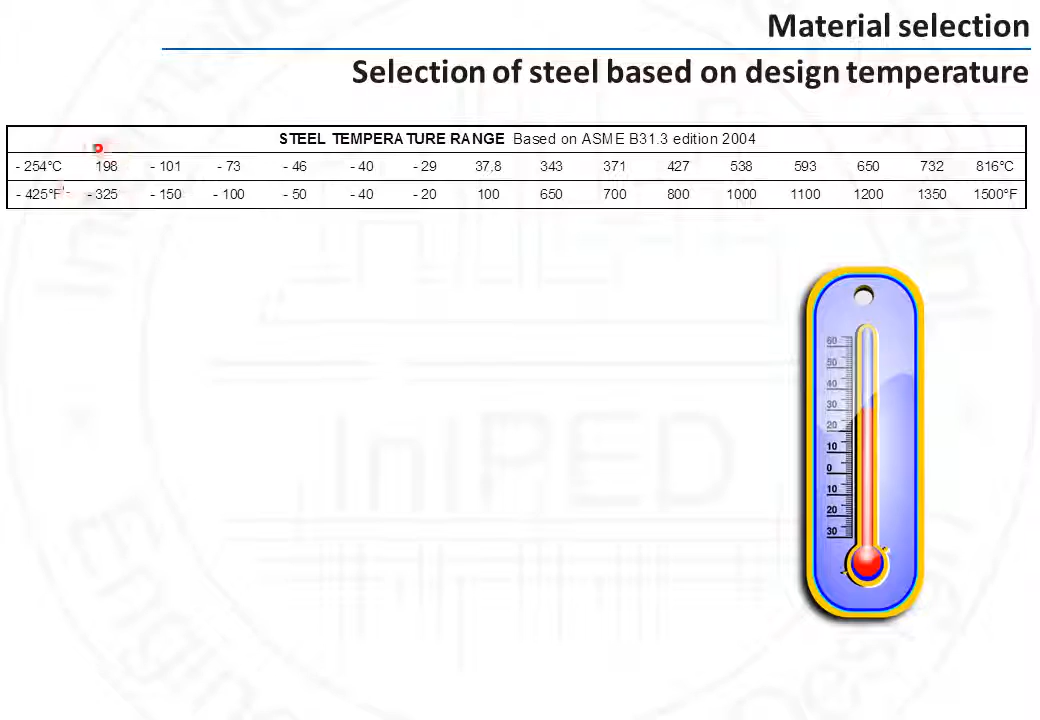 Material selection
Selection of steel based on design temperature
STEEL TEMPERATURE RANGE Based on ASME B31.3 edition 2004
- 254°C 198 - 101 - 73 - 46 - 40 - 29 37,8 343 371 427 538 593 650 732 816°C
- 425°F - 325 - 150 - 100 - 50 - 40 - 20 100 650 700 800 1000 1100 1200 1350 1500°F
60
50
40
30
20
10
0
10
20
30
InIPED